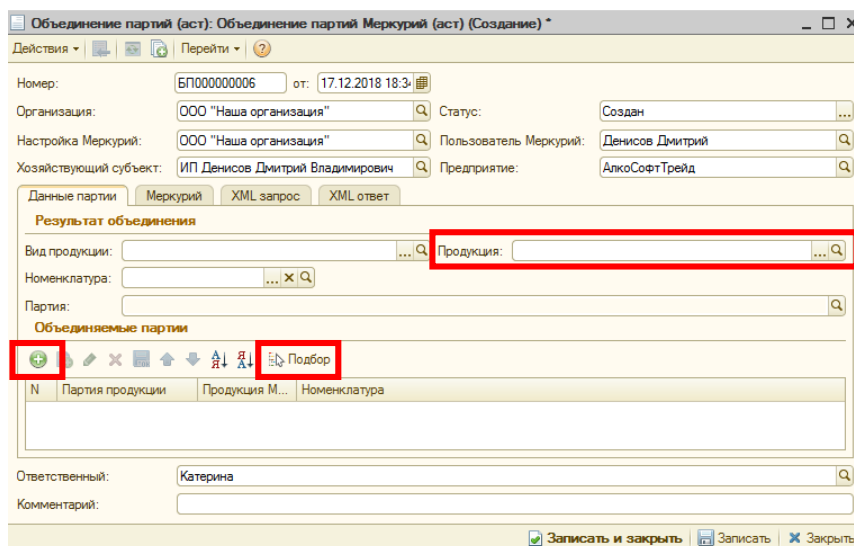 Объединение партий (аст): Объединение партий Меркурий (аст) (Создание) *
Действия Перейти
Номер: БП000000006 от: 17.12.2018 18:34
Организация: ООО "Наша организация" Статус: Создан
Настройка Меркурий: ООО "Наша организация" Пользователь Меркурий: Денисов Дмитрий
Хозяйствующий субъект: ИП Денисов Дмитрий Владимирович Предприятие: АлкоСофтТрейд
Данные партии Меркурий XML запрос XML ответ
Результат объединения
Вид продукции: ... Продукция: ...
Номенклатура: ...
Партия:
Объединяемые партии
Подбор
N Партия продукции Продукция М... Номенклатура
Ответственный: Катерина
Комментарий:
Записать и закрыть Записать Закрыть